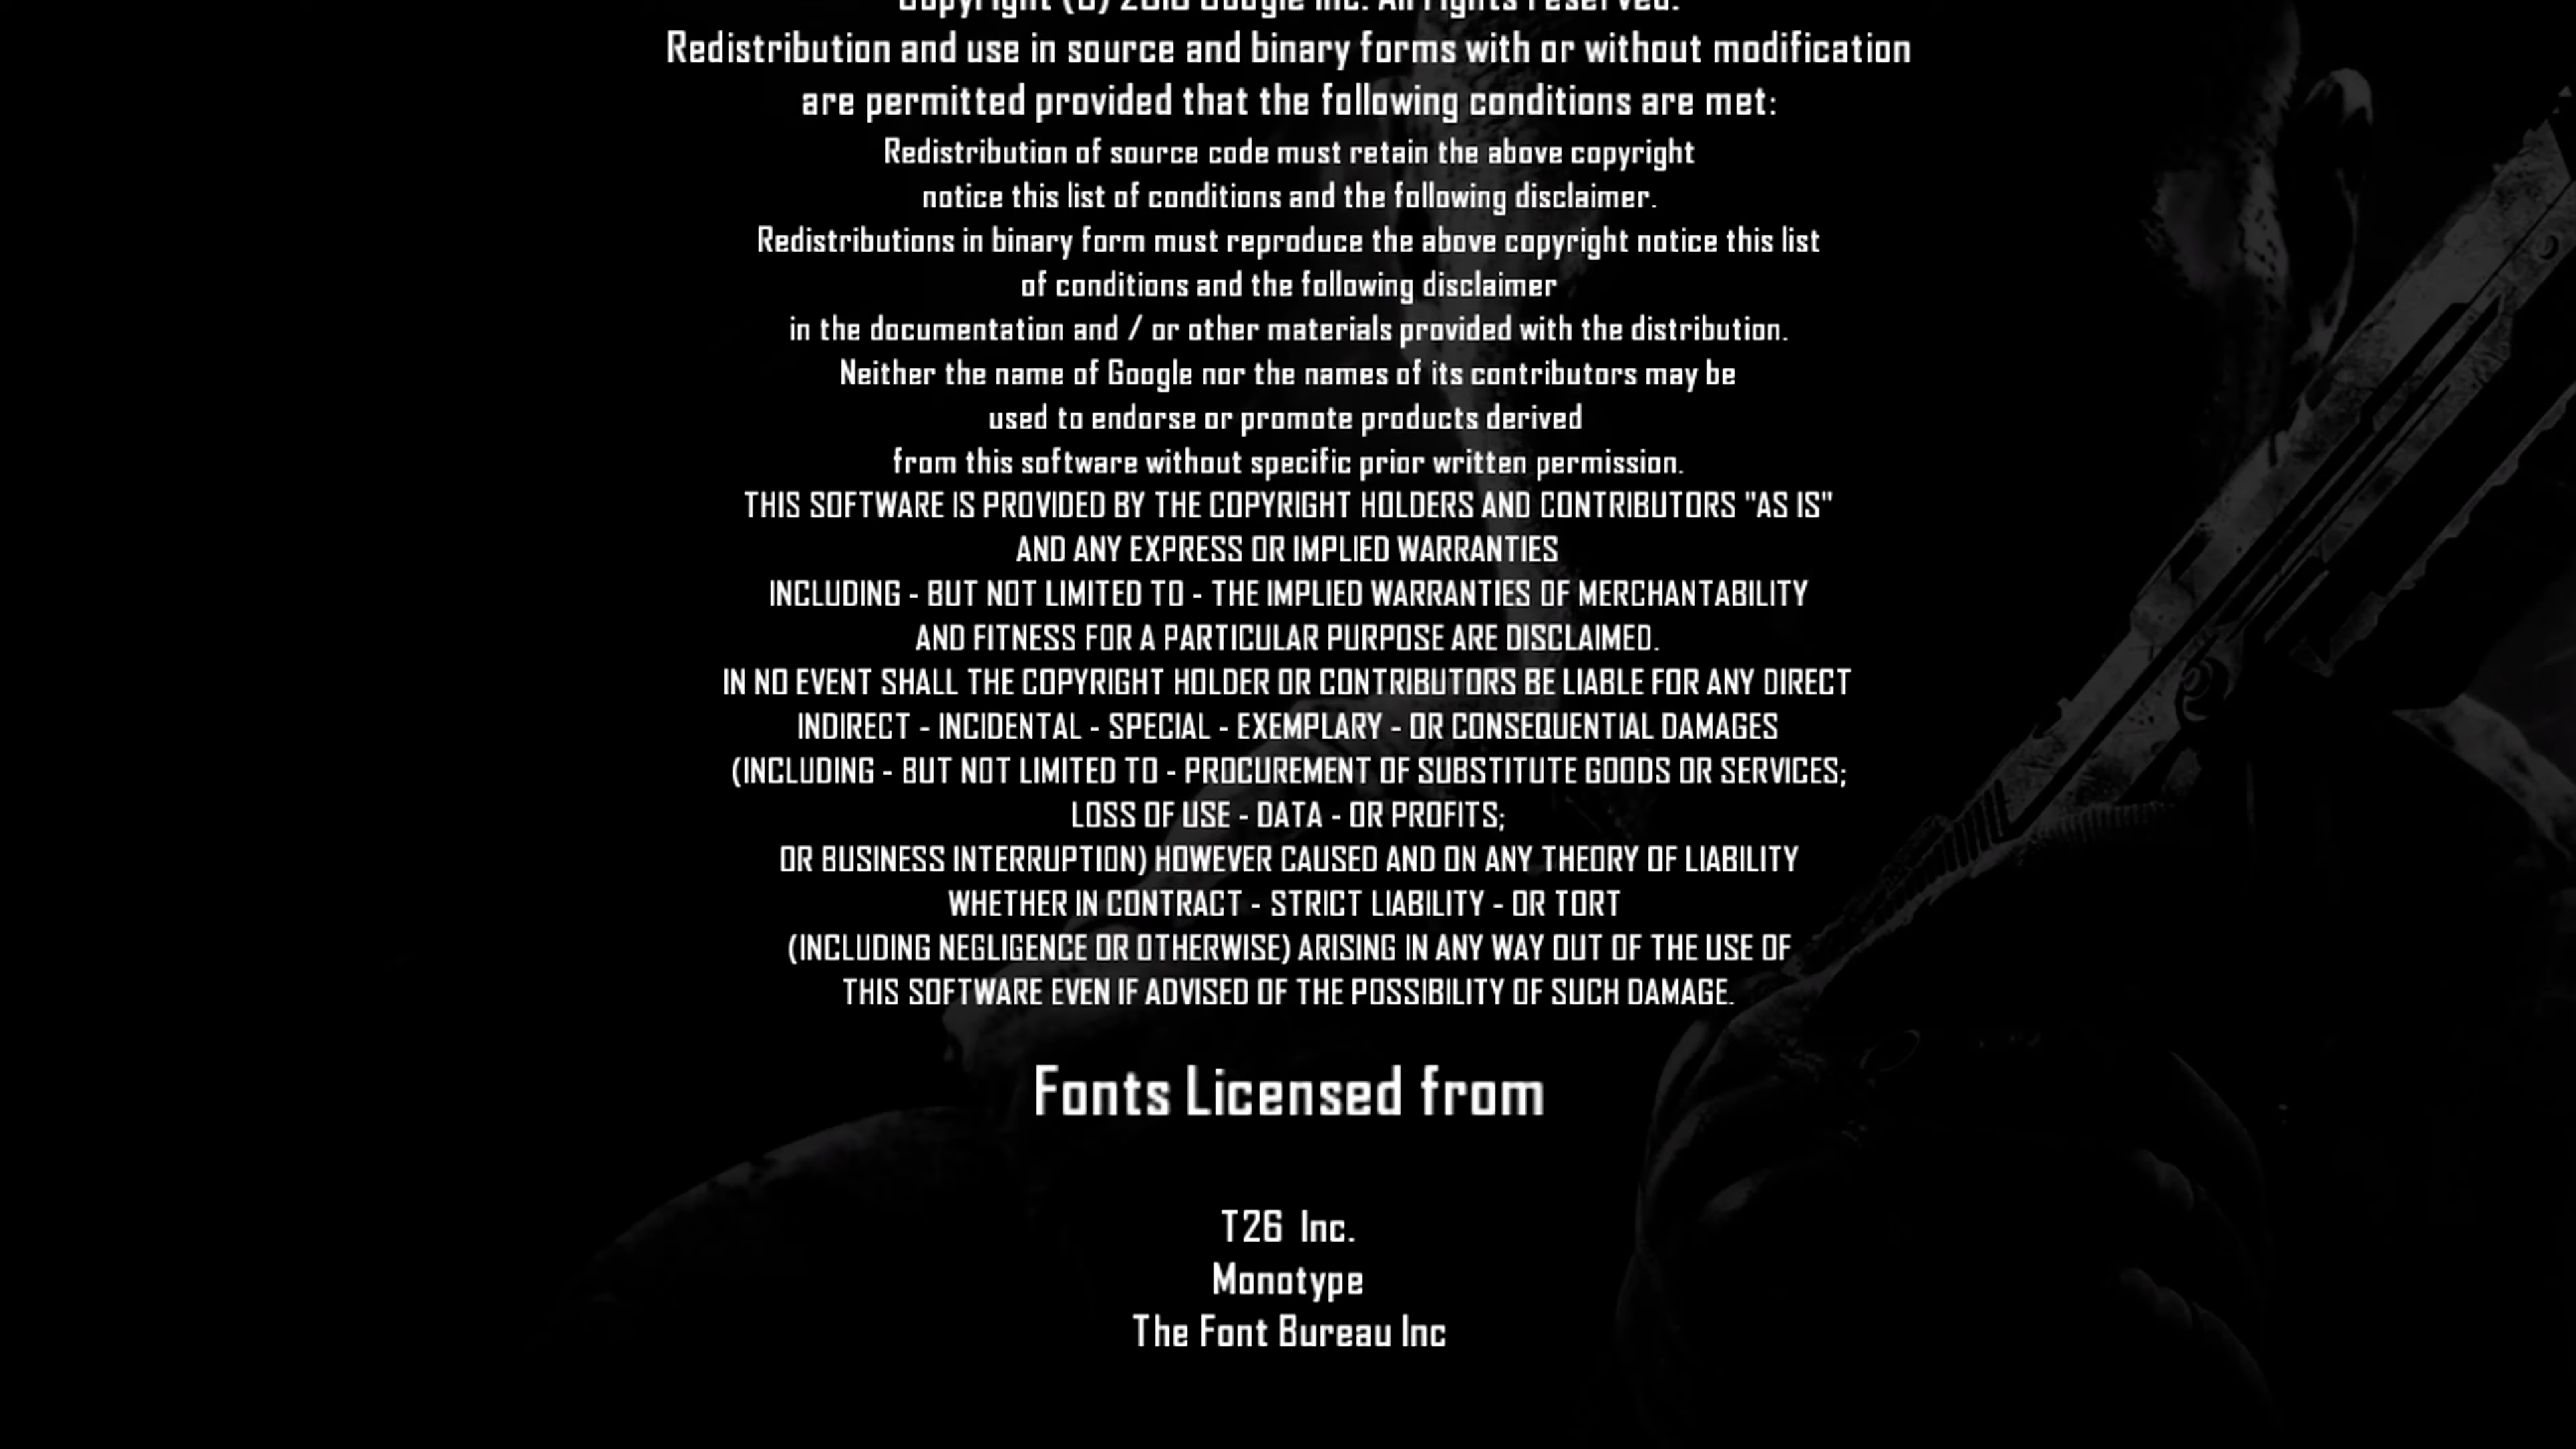 Copyright (C) 2010 Google Inc. All rights reserved.
Redistribution and use in source and binary forms with or without modification
are permitted provided that the following conditions are met:
Redistribution of source code must retain the above copyright
notice this list of conditions and the following disclaimer.
Redistributions in binary form must reproduce the above copyright notice this list
of conditions and the following disclaimer
in the documentation and / or other materials provided with the distribution.
Neither the name of Google nor the names of its contributors may be
used to endorse or promote products derived
from this software without specific prior written permission.
THIS SOFTWARE IS PROVIDED BY THE COPYRIGHT HOLDERS AND CONTRIBUTORS "AS IS"
AND ANY EXPRESS OR IMPLIED WARRANTIES
INCLUDING - BUT NOT LIMITED TO - THE IMPLIED WARRANTIES OF MERCHANTABILITY
AND FITNESS FOR A PARTICULAR PURPOSE ARE DISCLAIMED.
IN NO EVENT SHALL THE COPYRIGHT HOLDER OR CONTRIBUTORS BE LIABLE FOR ANY DIRECT
INDIRECT - INCIDENTAL - SPECIAL - EXEMPLARY - OR CONSEQUENTIAL DAMAGES
(INCLUDING - BUT NOT LIMITED TO - PROCUREMENT OF SUBSTITUTE GOODS OR SERVICES;
LOSS OF USE - DATA - OR PROFITS;
OR BUSINESS INTERRUPTION) HOWEVER CAUSED AND ON ANY THEORY OF LIABILITY
WHETHER IN CONTRACT - STRICT LIABILITY - OR TORT
(INCLUDING NEGLIGENCE OR OTHERWISE) ARISING IN ANY WAY OUT OF THE USE OF
THIS SOFTWARE EVEN IF ADVISED OF THE POSSIBILITY OF SUCH DAMAGE.
Fonts Licensed from
T26 Inc.
Monotype
The Font Bureau Inc